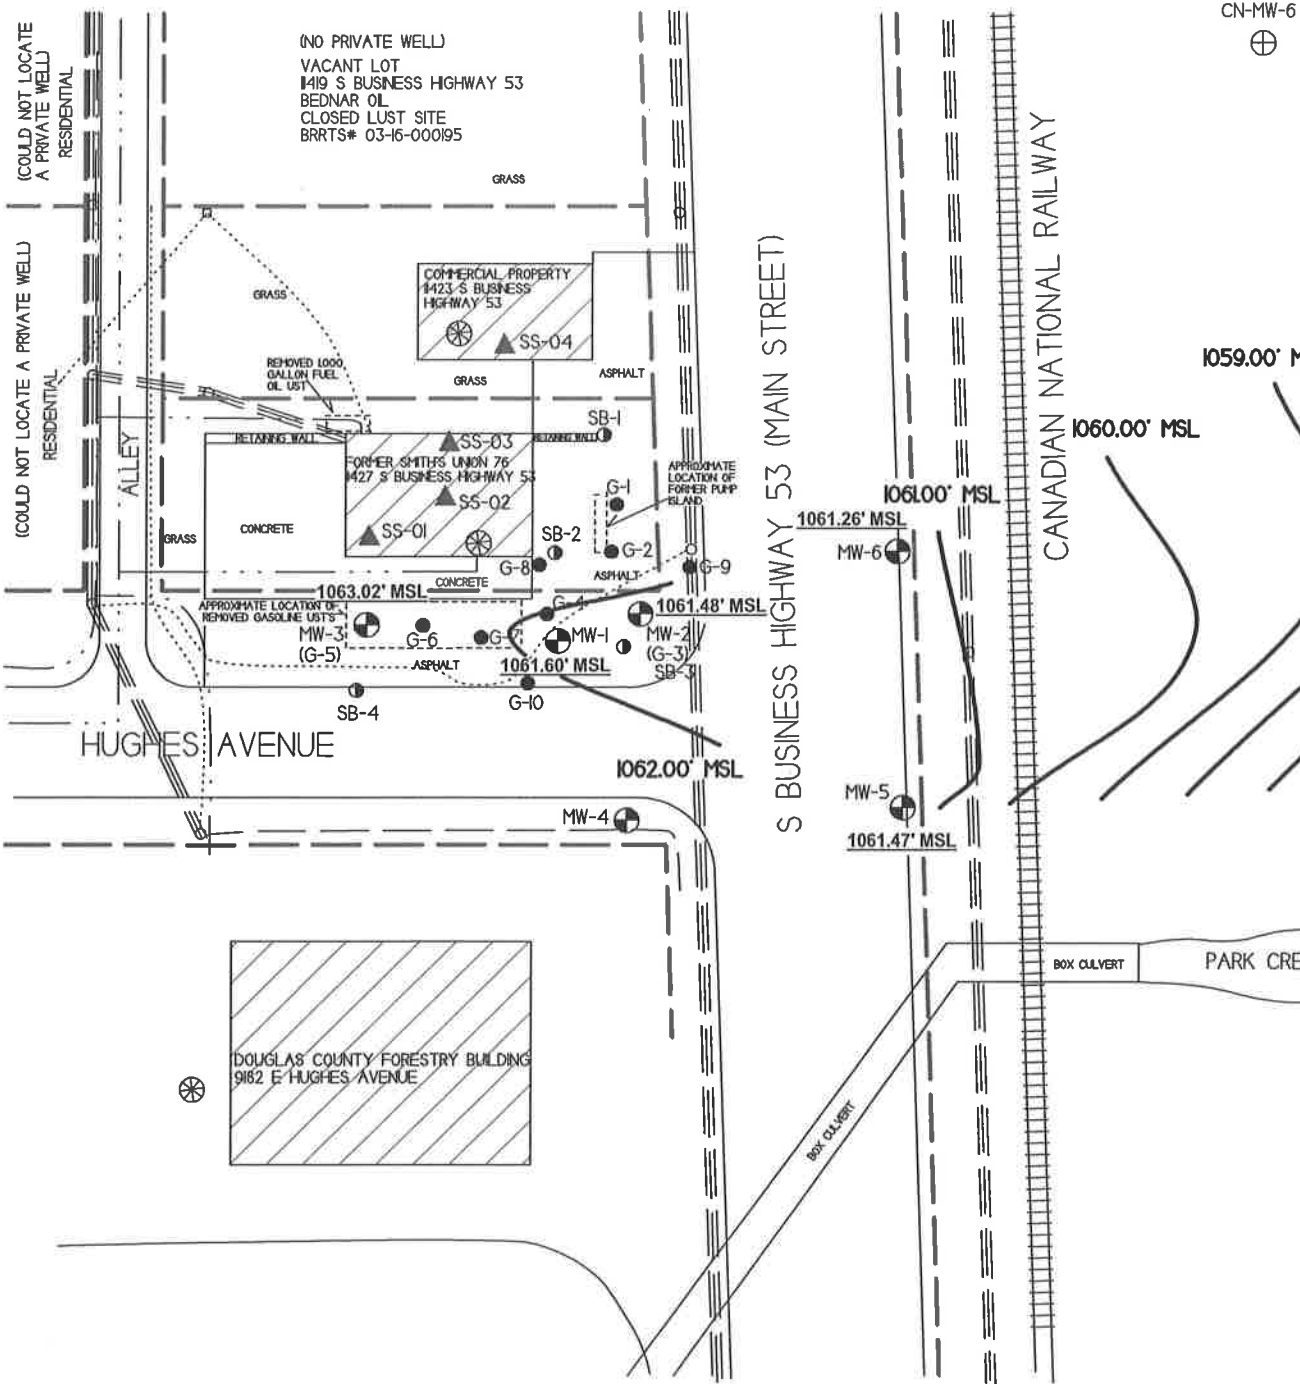 CN-MW-6
(COULD NOT LOCATE
A PRIVATE WELL)
RESIDENTIAL
(NO PRIVATE WELL)
VACANT LOT
11419 S BUSINESS HIGHWAY 53
BEDNAR OIL
CLOSED LUST SITE
BRRTS# 03-16-000195
GRASS
(COULD NOT LOCATE A PRIVATE WELL)
RESIDENTIAL
ALLEY
GRASS
COMMERCIAL PROPERTY
11423 S BUSINESS
HIGHWAY 53
SS-04
REMOVED 1000
GALLON FUEL
OIL UST
GRASS
ASPHALT
RETAINING WALL
SS-03
RETAINING WALL
SB-1
FORMER SMITH'S UNION 76
11427 S BUSINESS HIGHWAY 53
SS-02
SS-01
APPROXIMATE
LOCATION OF
FORMER PUMP
ISLAND
G-1
GRASS
CONCRETE
SB-2
G-2
G-8
G-9
ASPHALT
CONCRETE
1063.02' MSL
APPROXIMATE LOCATION OF
REMOVED GASOLINE UST'S
MW-3
(G-5)
G-6
G-7
G-4
MW-1
1061.48' MSL
MW-2
(G-3)
SB-3
1061.60' MSL
ASPHALT
SB-4
G-10
HUGHES AVENUE
1062.00' MSL
MW-4
S BUSINESS HIGHWAY 53 (MAIN STREET)
CANADIAN NATIONAL RAILWAY
1059.00' M
1060.00' MSL
1061.00' MSL
1061.26' MSL
MW-6
MW-5
1061.47' MSL
BOX CULVERT
PARK CRE
BOX CULVERT
DOUGLAS COUNTY FORESTRY BUILDING
9162 E HUGHES AVENUE